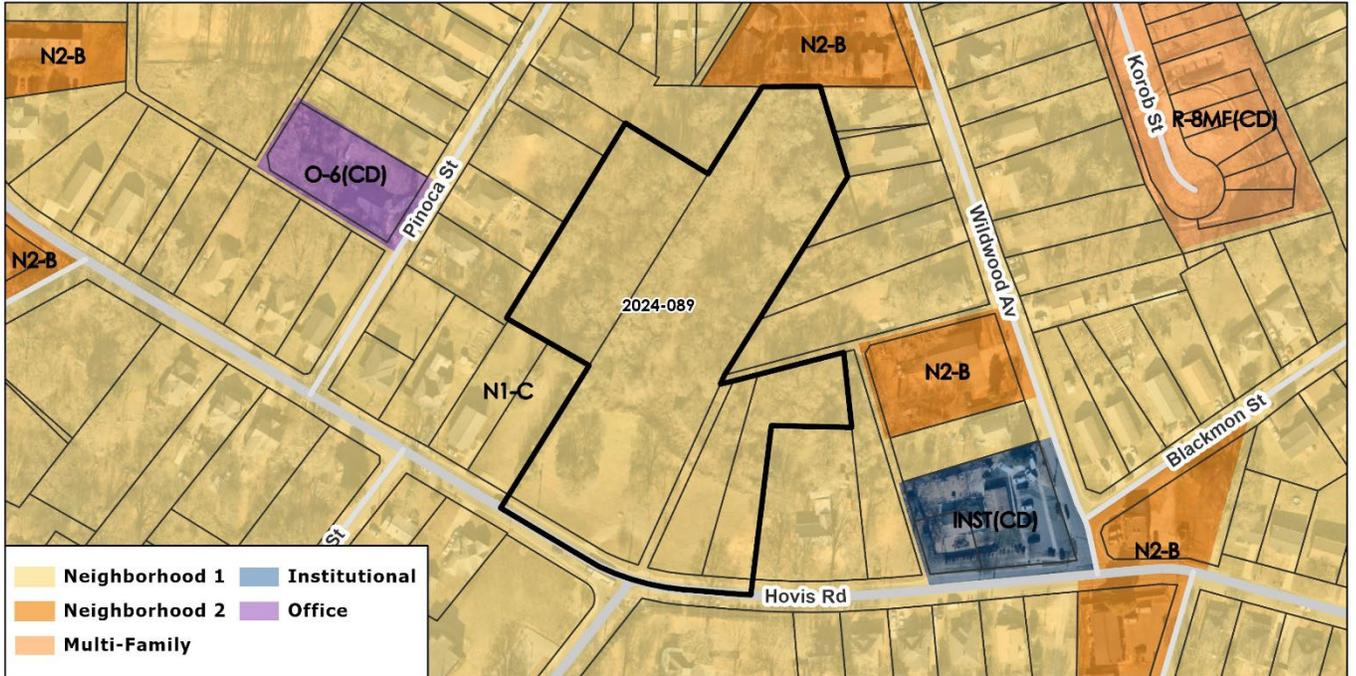 N2-B
N2-B
Korob St
R-8MF(CD)
O-6(CD)
Pinoca St
N2-B
Wildwood Av
2024-089
N2-B
N1-C
Blackmon St
INST(CD)
St
N2-B
Hovis Rd
Neighborhood 1
Institutional
Neighborhood 2
Office
Multi-Family